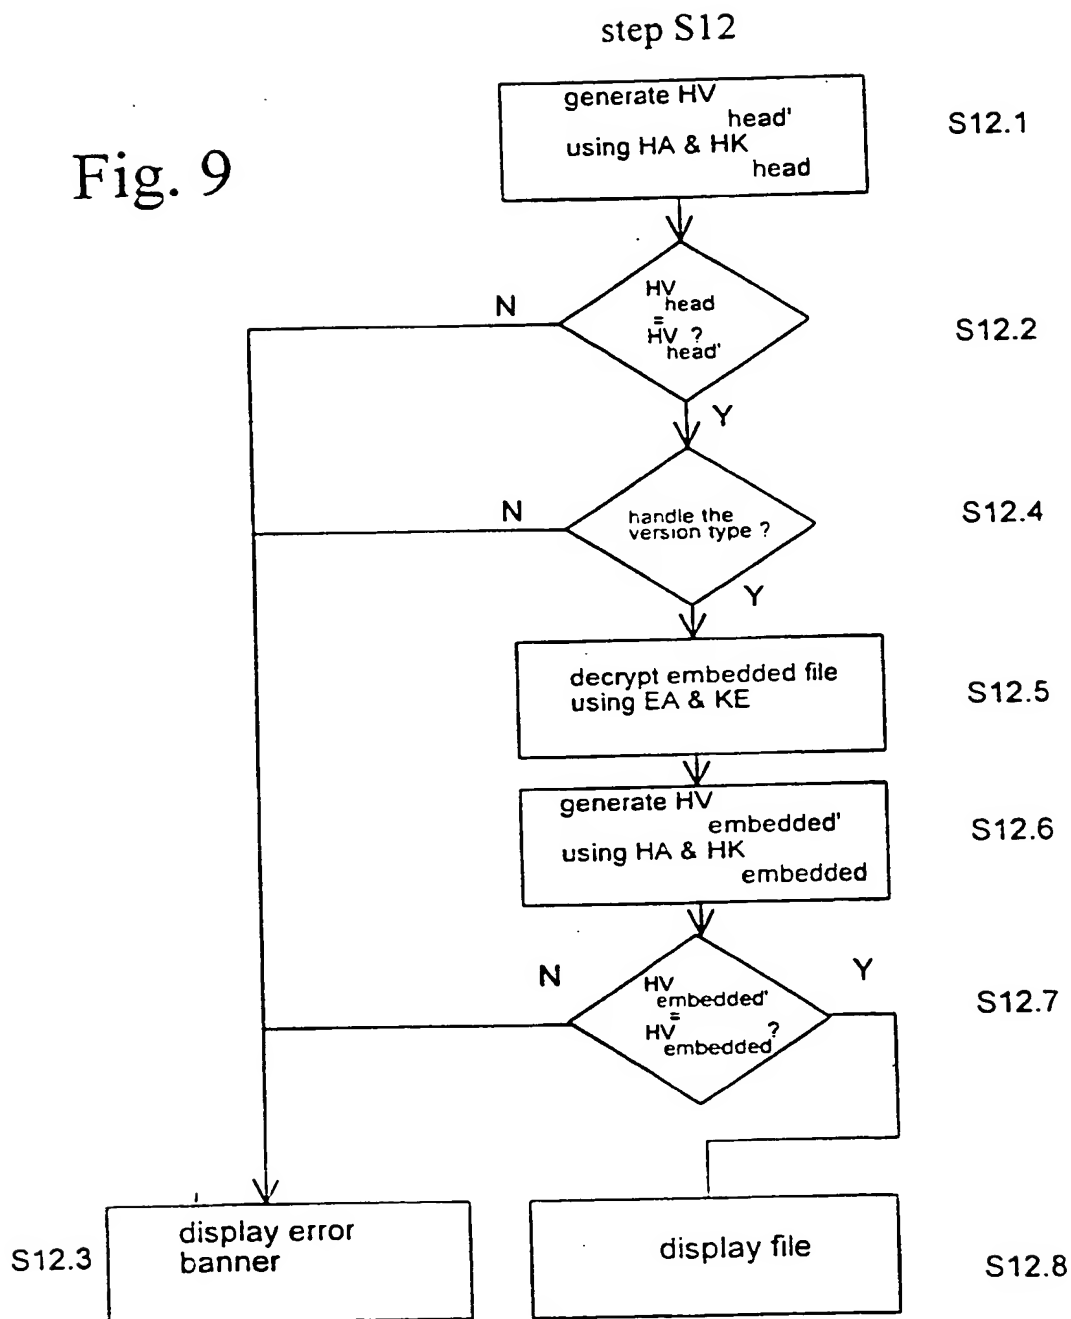 step S12
Fig. 9
generate HV
head'
using HA & HK
head
S12.1
N
HV
head
=
HV ?
head'
S12.2
Y
N
handle the
version type ?
S12.4
Y
decrypt embedded file
using EA & KE
S12.5
generate HV
embedded'
using HA & HK
embedded
S12.6
N
Y
HV
embedded'
=
HV ?
embedded
S12.7
S12.3
display error
banner
display file
S12.8